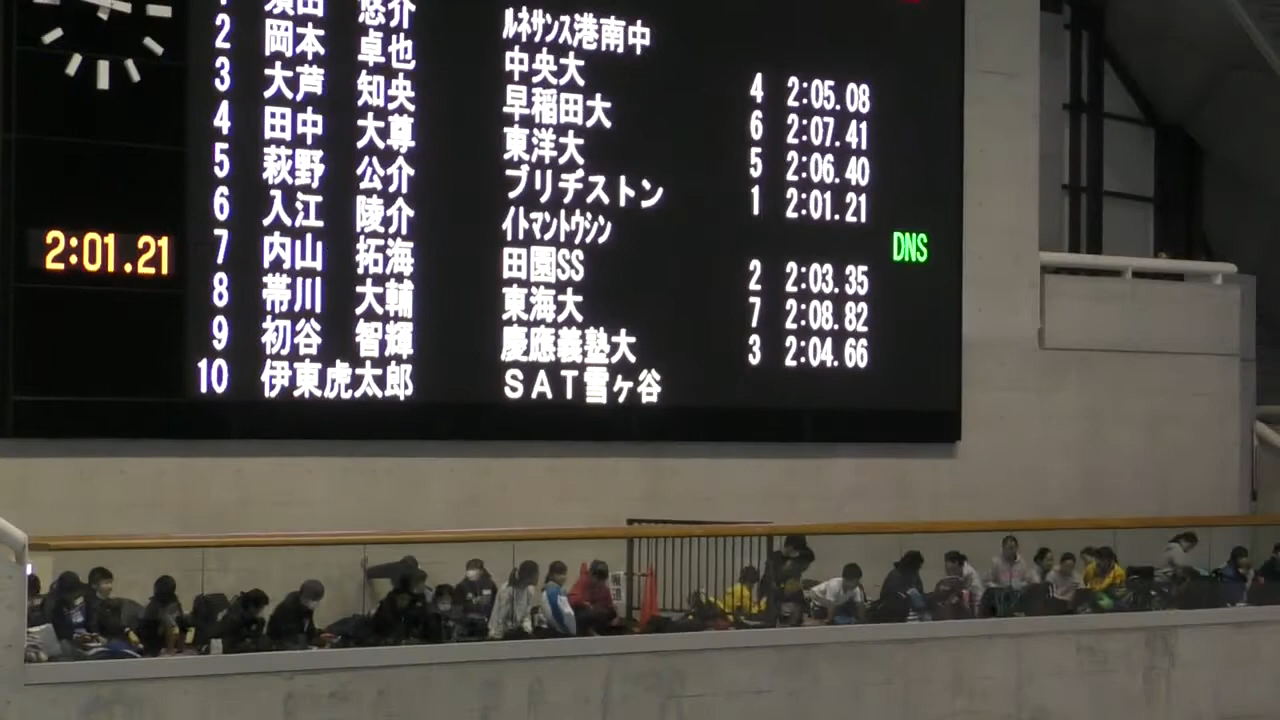 介 ﾙﾈｻﾝｽ港南中
2 岡本 卓也 中央大 4 2:05.08
3 大芦 知央 早稲田大 6 2:07.41
4 田中 大尊 東洋大 5 2:06.40
5 萩野 公介 ブリヂストン 1 2:01.21
6 入江 陵介 ｲﾄﾏﾝﾄｳｼﾝ DNS
2:01.21
7 内山 拓海 田園SS 2 2:03.35
8 帯川 大輔 東海大 7 2:08.82
9 初谷 智輝 慶應義塾大 3 2:04.66
10 伊東虎太郎 ＳＡＴ雪ヶ谷